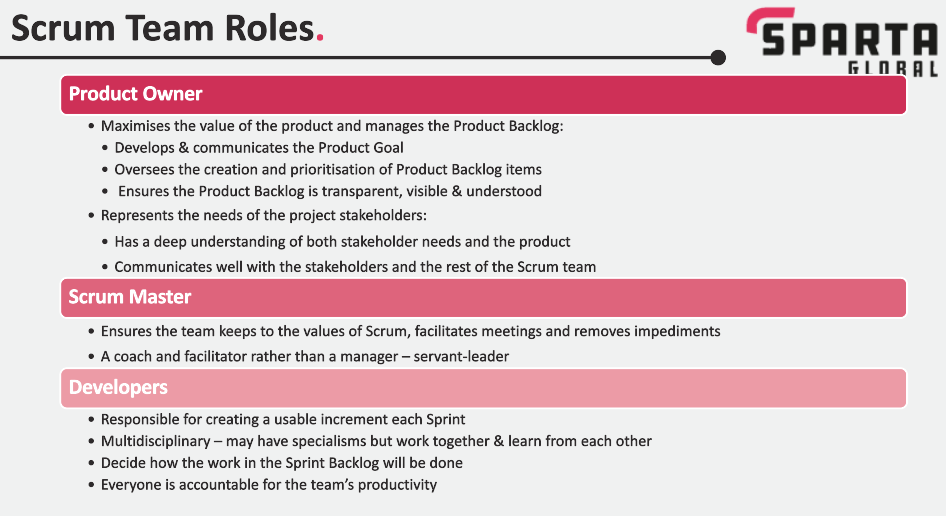 Scrum Team Roles.
SPARTA
GLOBAL
Product Owner
• Maximises the value of the product and manages the Product Backlog:
• Develops & communicates the Product Goal
• Oversees the creation and prioritisation of Product Backlog items
• Ensures the Product Backlog is transparent, visible & understood
• Represents the needs of the project stakeholders:
• Has a deep understanding of both stakeholder needs and the product
• Communicates well with the stakeholders and the rest of the Scrum team
Scrum Master
• Ensures the team keeps to the values of Scrum, facilitates meetings and removes impediments
• A coach and facilitator rather than a manager – servant-leader
Developers
• Responsible for creating a usable increment each Sprint
• Multidisciplinary – may have specialisms but work together & learn from each other
• Decide how the work in the Sprint Backlog will be done
• Everyone is accountable for the team’s productivity